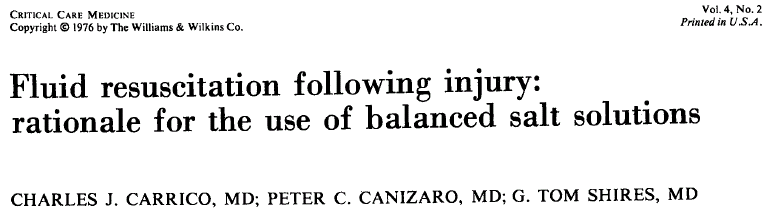 CRITICAL CARE MEDICINE
Copyright © 1976 by The Williams & Wilkins Co.
Vol. 4, No. 2
Printed in U.S.A.
Fluid resuscitation following injury:
rationale for the use of balanced salt solutions
CHARLES J. CARRICO, MD; PETER C. CANIZARO, MD; G. TOM SHIRES, MD